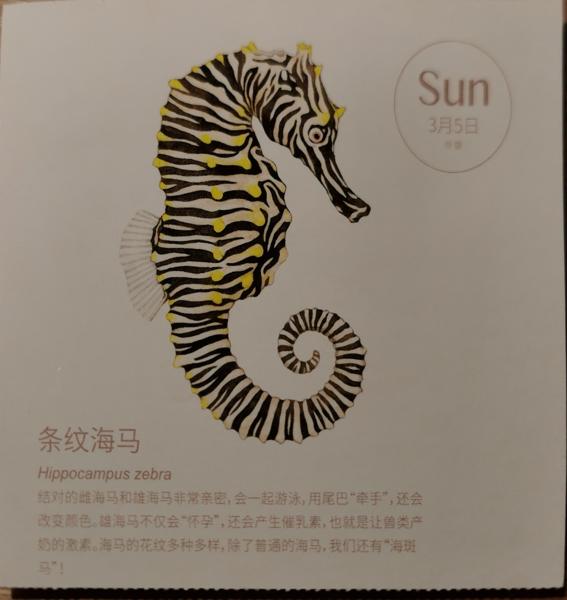 Sun
3月5日
条纹海马
Hippocampus zebra
结对的雌海马和雄海马非常亲密,会一起游泳,用尾巴“牵手”,还会
改变颜色。雄海马不仅会“怀孕”,还会产生催乳素,也就是让兽类产
奶的激素。海马的花纹多种多样,除了普通的海马,我们还有“海斑
马”!